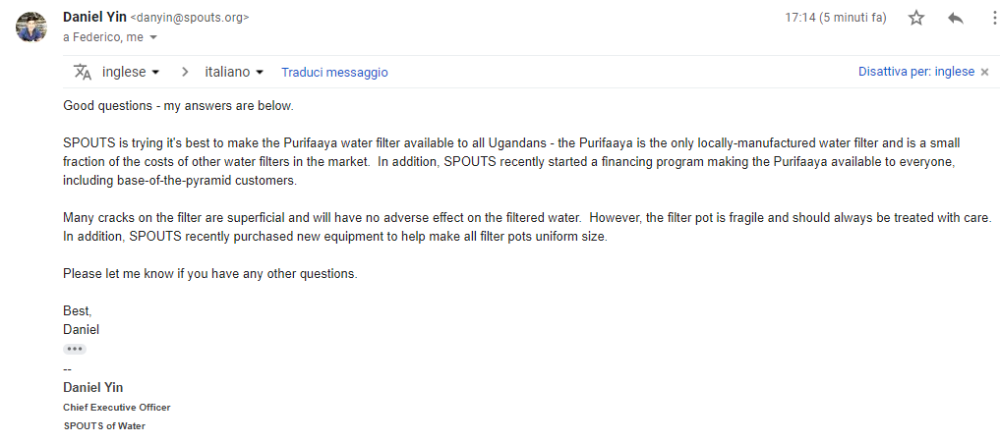 Daniel Yin <danyin@spouts.org>
17:14 (5 minuti fa)
a Federico, me
inglese > italiano Traduci messaggio
Disattiva per: inglese ×
Good questions - my answers are below.
SPOUTS is trying it's best to make the Purifaaya water filter available to all Ugandans - the Purifaaya is the only locally-manufactured water filter and is a small
fraction of the costs of other water filters in the market.  In addition, SPOUTS recently started a financing program making the Purifaaya available to everyone,
including base-of-the-pyramid customers.
Many cracks on the filter are superficial and will have no adverse effect on the filtered water.  However, the filter pot is fragile and should always be treated with care.
In addition, SPOUTS recently purchased new equipment to help make all filter pots uniform size.
Please let me know if you have any other questions.
Best,
Daniel
--
Daniel Yin
Chief Executive Officer
SPOUTS of Water